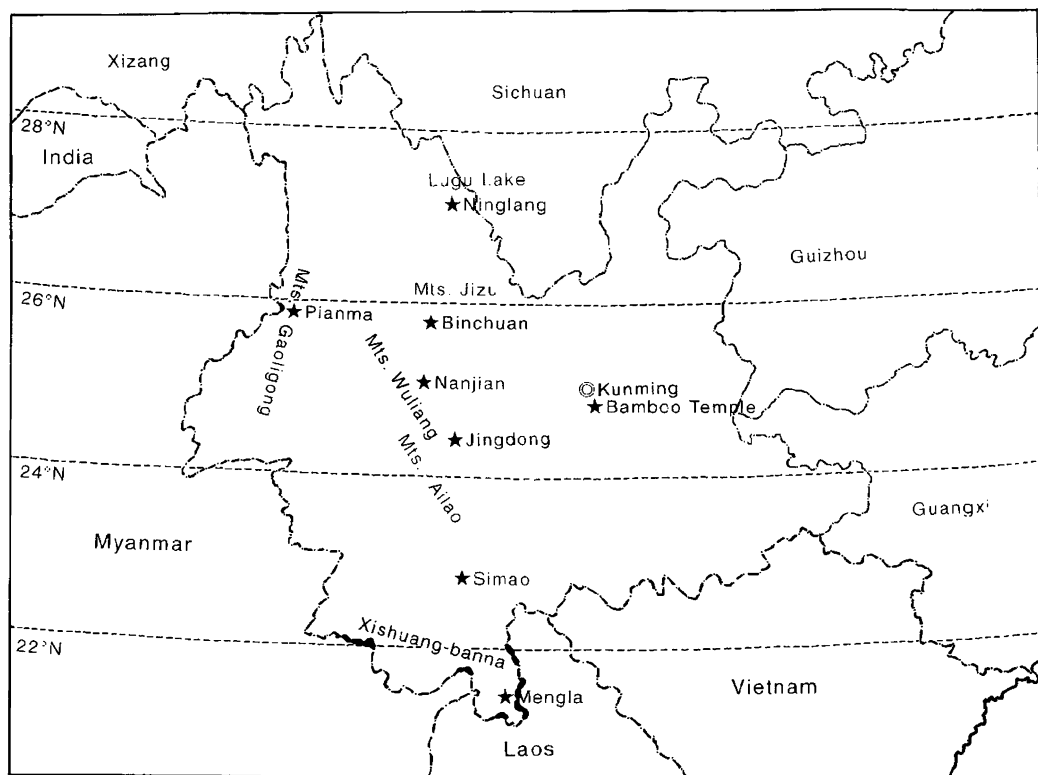 Xizang
Sichuan
28°N
India
Lugu Lake
Ninglang
Guizhou
26°N
Mts. Gaoligong
Mts. Jizu
Pianma
Binchuan
Mts. Wuliang
Nanjian
Kunming
Bamboo Temple
Jingdong
24°N
Mts. Ailao
Guangxi
Myanmar
Simao
22°N
Xishuang-banna
Mengla
Vietnam
Laos